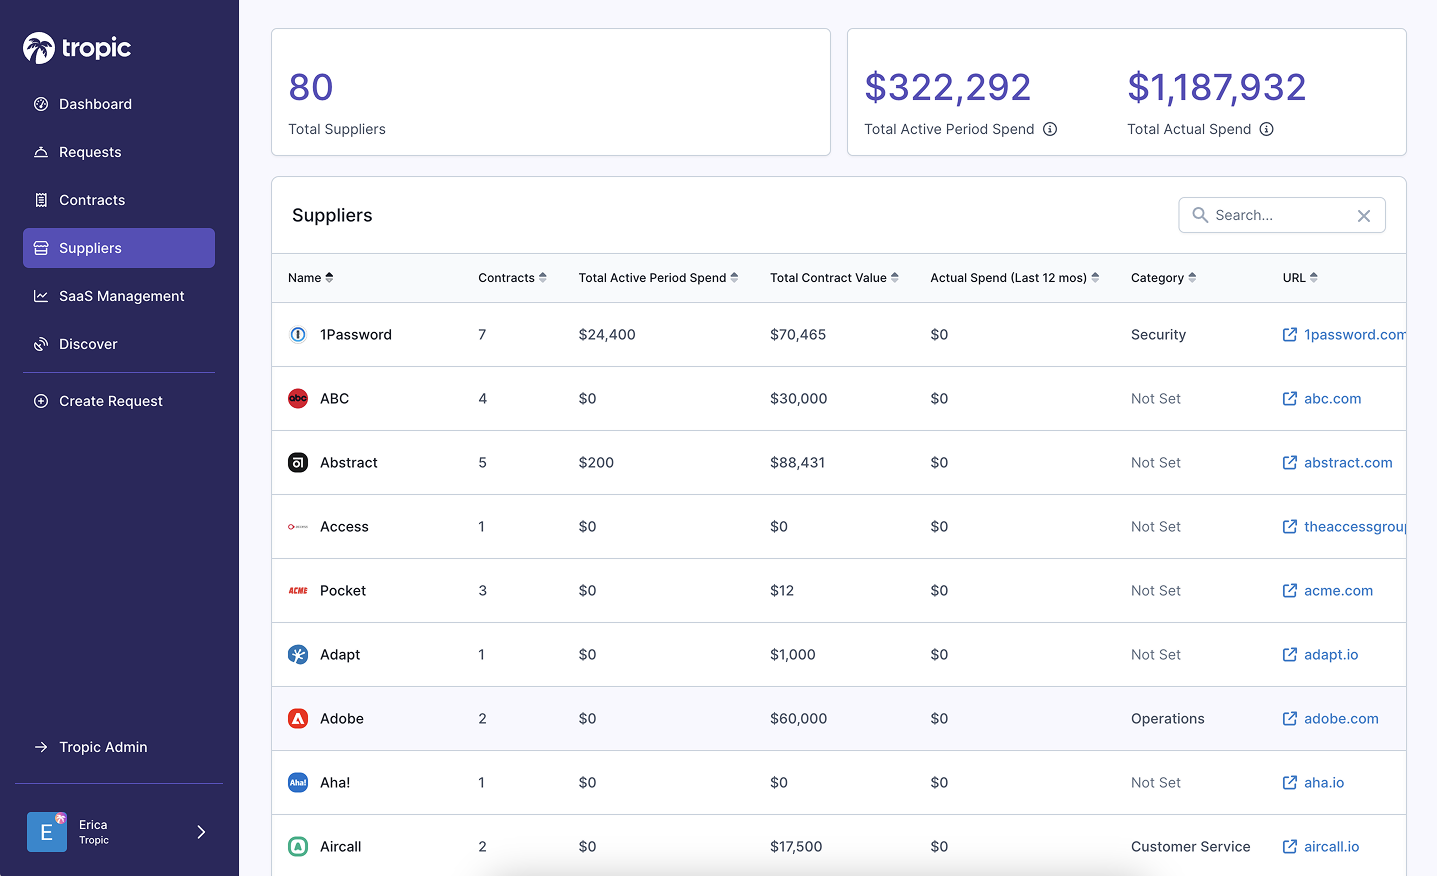 tropic
Dashboard
Requests
Contracts
Suppliers
SaaS Management
Discover
Create Request
Tropic Admin
E
Erica
Tropic
80
Total Suppliers
$322,292
Total Active Period Spend
$1,187,932
Total Actual Spend
Suppliers
Search...
Name Contracts Total Active Period Spend Total Contract Value Actual Spend (Last 12 mos) Category URL
1Password 7 $24,400 $70,465 $0 Security 1password.com
abc ABC 4 $0 $30,000 $0 Not Set abc.com
Abstract 5 $200 $88,431 $0 Not Set abstract.com
Access 1 $0 $0 $0 Not Set theaccessgroup
ACME Pocket 3 $0 $12 $0 Not Set acme.com
Adapt 1 $0 $1,000 $0 Not Set adapt.io
Adobe 2 $0 $60,000 $0 Operations adobe.com
Aha! Aha! 1 $0 $0 $0 Not Set aha.io
Aircall 2 $0 $17,500 $0 Customer Service aircall.io